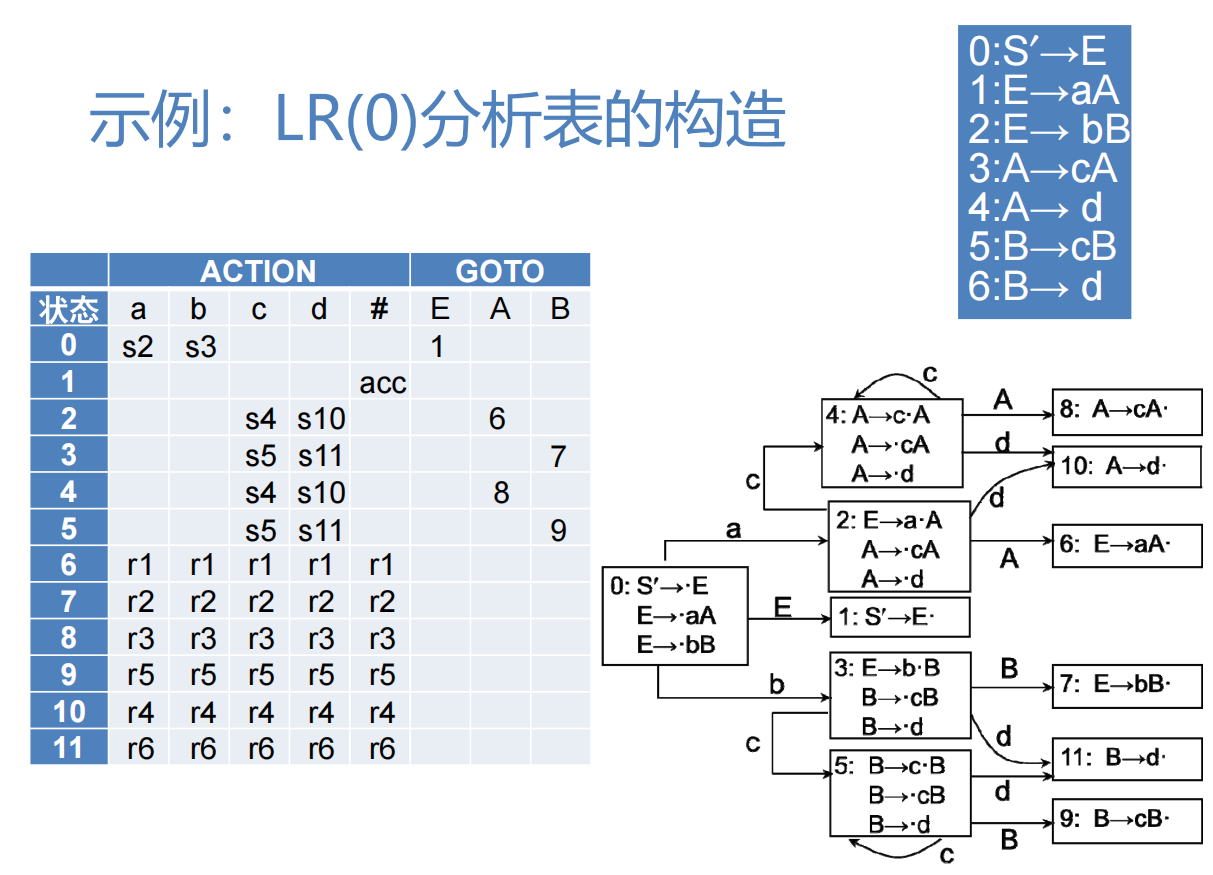 示例：LR(0)分析表的构造
0:S′→E
1:E→aA
2:E→ bB
3:A→cA
4:A→ d
5:B→cB
6:B→ d
ACTION GOTO
状态 a b c d # E A B
0 s2 s3 1
1 acc
2 s4 s10 6
3 s5 s11 7
4 s4 s10 8
5 s5 s11 9
6 r1 r1 r1 r1 r1
7 r2 r2 r2 r2 r2
8 r3 r3 r3 r3 r3
9 r5 r5 r5 r5 r5
10 r4 r4 r4 r4 r4
11 r6 r6 r6 r6 r6
0: S′→·E
E→·aA
E→·bB
a
E
b
c
4: A→c·A
A→·cA
A→·d
c
A
d
2: E→a·A
A→·cA
A→·d
d
A
1: S′→E·
3: E→b·B
B→·cB
B→·d
B
d
c
5: B→c·B
B→·cB
B→·d
d
B
c
8: A→cA·
10: A→d·
6: E→aA·
7: E→bB·
11: B→d·
9: B→cB·